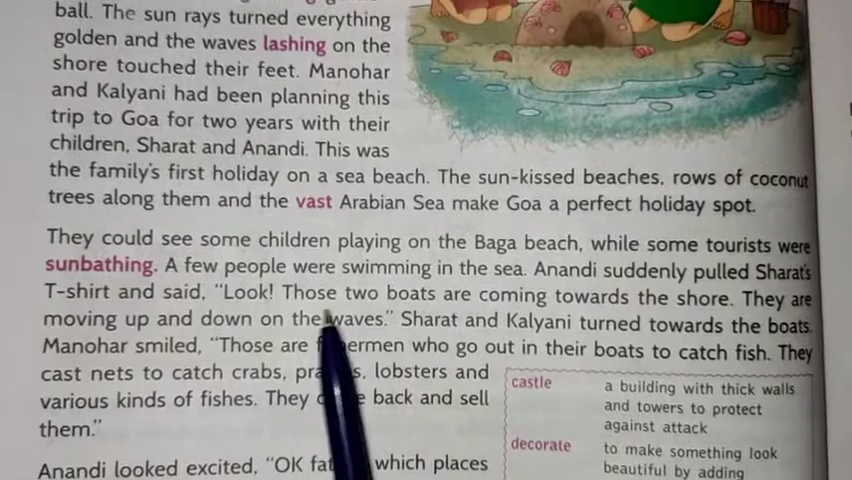 ball. The sun rays turned everything
golden and the waves lashing on the
shore touched their feet. Manohar
and Kalyani had been planning this
trip to Goa for two years with their
children, Sharat and Anandi. This was
the family's first holiday on a sea beach. The sun-kissed beaches, rows of coconut
trees along them and the vast Arabian Sea make Goa a perfect holiday spot.
They could see some children playing on the Baga beach, while some tourists were
sunbathing. A few people were swimming in the sea. Anandi suddenly pulled Sharat's
T-shirt and said, “Look! Those two boats are coming towards the shore. They are
moving up and down on the waves.” Sharat and Kalyani turned towards the boats.
Manohar smiled, “Those are f ermen who go out in their boats to catch fish. They
cast nets to catch crabs, pra s, lobsters and
various kinds of fishes. They back and sell
them.”
Anandi looked excited, “OK fat which places
castle a building with thick walls
and towers to protect
against attack
decorate to make something look
beautiful by adding